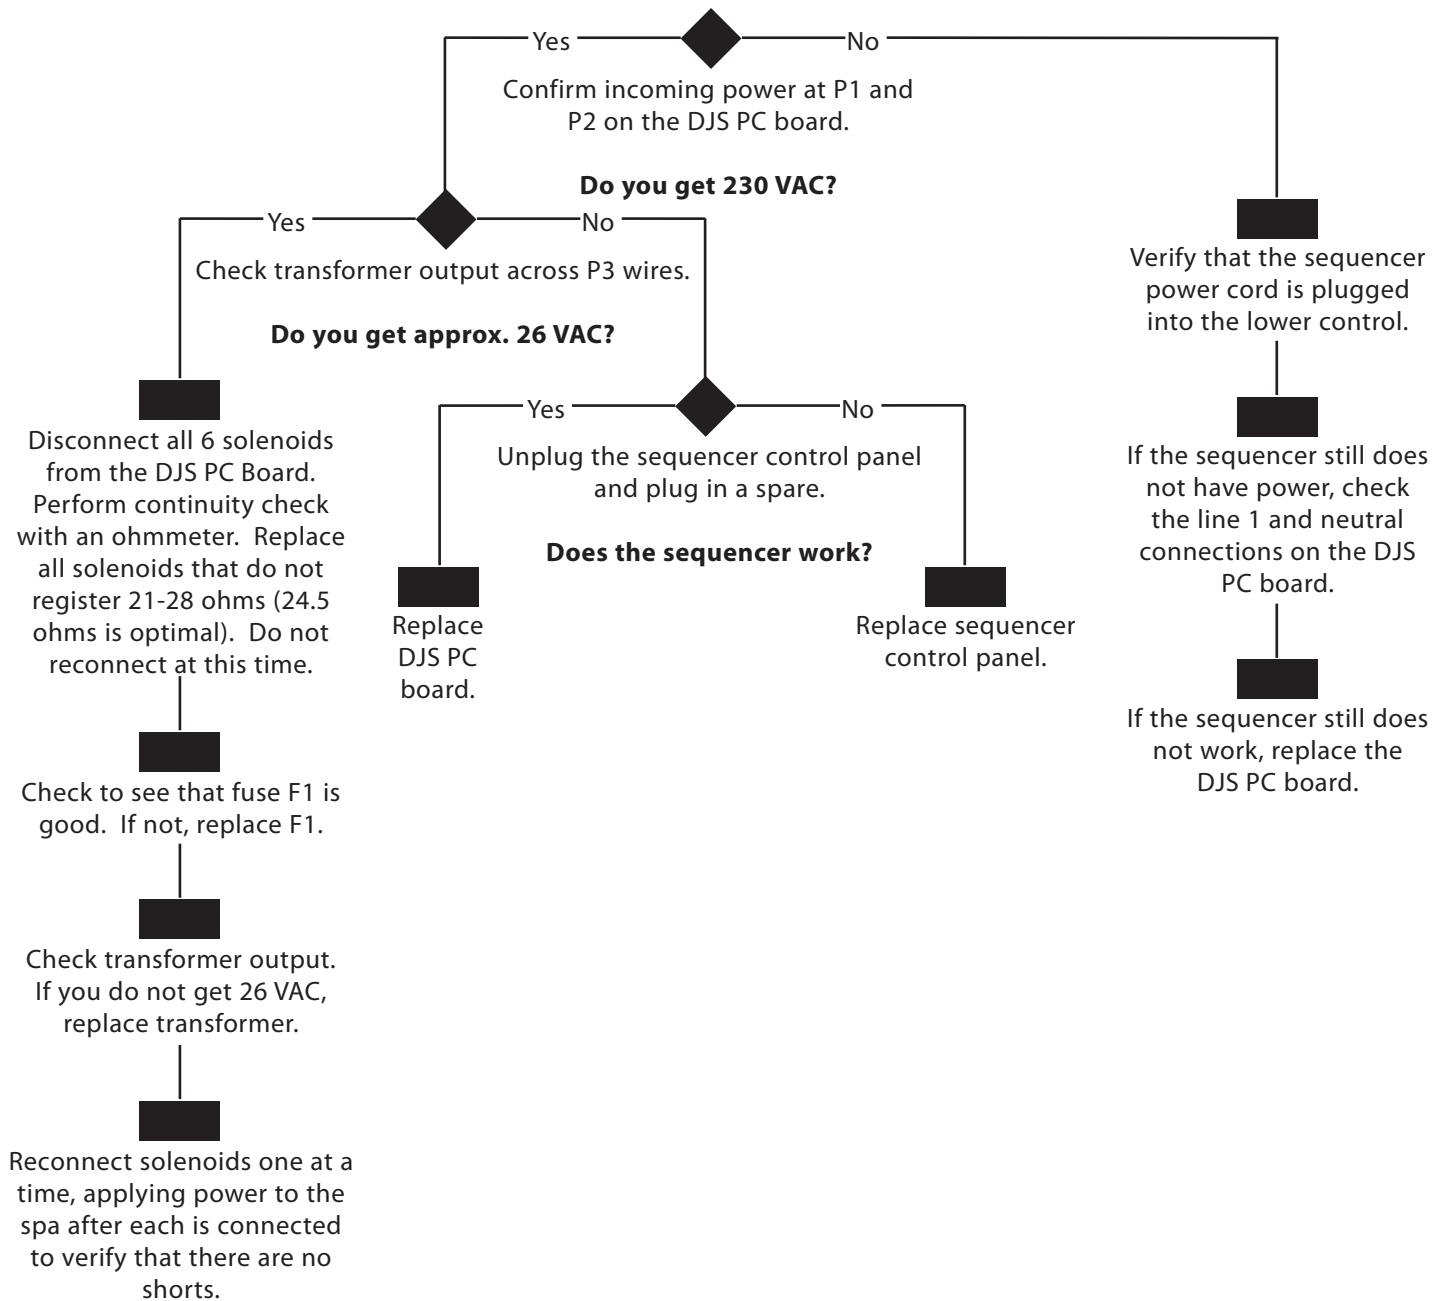 Yes
No
Confirm incoming power at P1 and
P2 on the DJS PC board.
Do you get 230 VAC?
Yes
No
Check transformer output across P3 wires.
Do you get approx. 26 VAC?
Verify that the sequencer
power cord is plugged
into the lower control.
Disconnect all 6 solenoids
from the DJS PC Board.
Perform continuity check
with an ohmmeter.  Replace
all solenoids that do not
register 21-28 ohms (24.5
ohms is optimal).  Do not
reconnect at this time.
Yes
No
Unplug the sequencer control panel
and plug in a spare.
Does the sequencer work?
If the sequencer still does
not have power, check
the line 1 and neutral
connections on the DJS
PC board.
Replace
DJS PC
board.
Replace sequencer
control panel.
If the sequencer still does
not work, replace the
DJS PC board.
Check to see that fuse F1 is
good.  If not, replace F1.
Check transformer output.
If you do not get 26 VAC,
replace transformer.
Reconnect solenoids one at a
time, applying power to the
spa after each is connected
to verify that there are no
shorts.